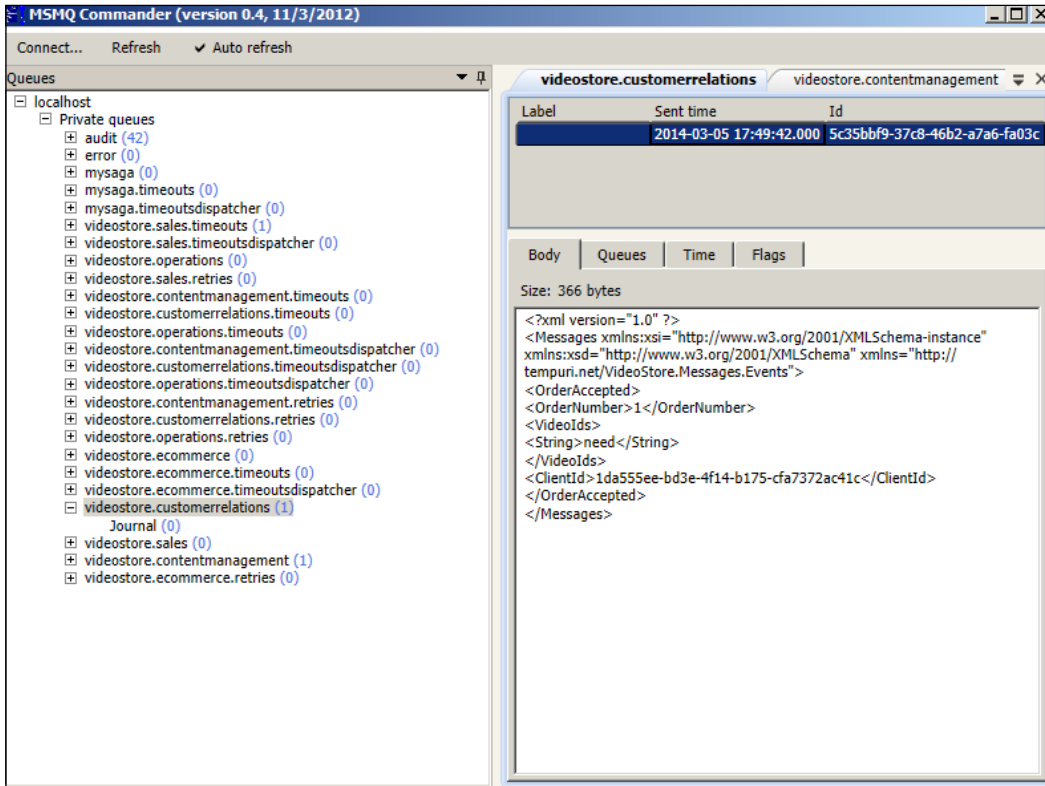 MSMQ Commander (version 0.4, 11/3/2012)
Connect... Refresh Auto refresh
Queues
localhost
Private queues
audit (42)
error (0)
mysaga (0)
mysaga.timeouts (0)
mysaga.timeoutsdispatcher (0)
videostore.sales.timeouts (1)
videostore.sales.timeoutsdispatcher (0)
videostore.operations (0)
videostore.sales.retries (0)
videostore.contentmanagement.timeouts (0)
videostore.customerrelations.timeouts (0)
videostore.operations.timeouts (0)
videostore.contentmanagement.timeoutsdispatcher (0)
videostore.customerrelations.timeoutsdispatcher (0)
videostore.operations.timeoutsdispatcher (0)
videostore.contentmanagement.retries (0)
videostore.customerrelations.retries (0)
videostore.operations.retries (0)
videostore.ecommerce (0)
videostore.ecommerce.timeouts (0)
videostore.ecommerce.timeoutsdispatcher (0)
videostore.customerrelations (1)
Journal (0)
videostore.sales (0)
videostore.contentmanagement (1)
videostore.ecommerce.retries (0)
videostore.customerrelations videostore.contentmanagement
Label Sent time Id
2014-03-05 17:49:42.000 5c35bbf9-37c8-46b2-a7a6-fa03c
Body Queues Time Flags
Size: 366 bytes
<?xml version="1.0" ?>
<Messages xmlns:xsi="http://www.w3.org/2001/XMLSchema-instance"
xmlns:xsd="http://www.w3.org/2001/XMLSchema" xmlns="http://
tempuri.net/VideoStore.Messages.Events">
<OrderAccepted>
<OrderNumber>1</OrderNumber>
<VideoIds>
<String>need</String>
</VideoIds>
<ClientId>1da555ee-bd3e-4f14-b175-cfa7372ac41c</ClientId>
</OrderAccepted>
</Messages>